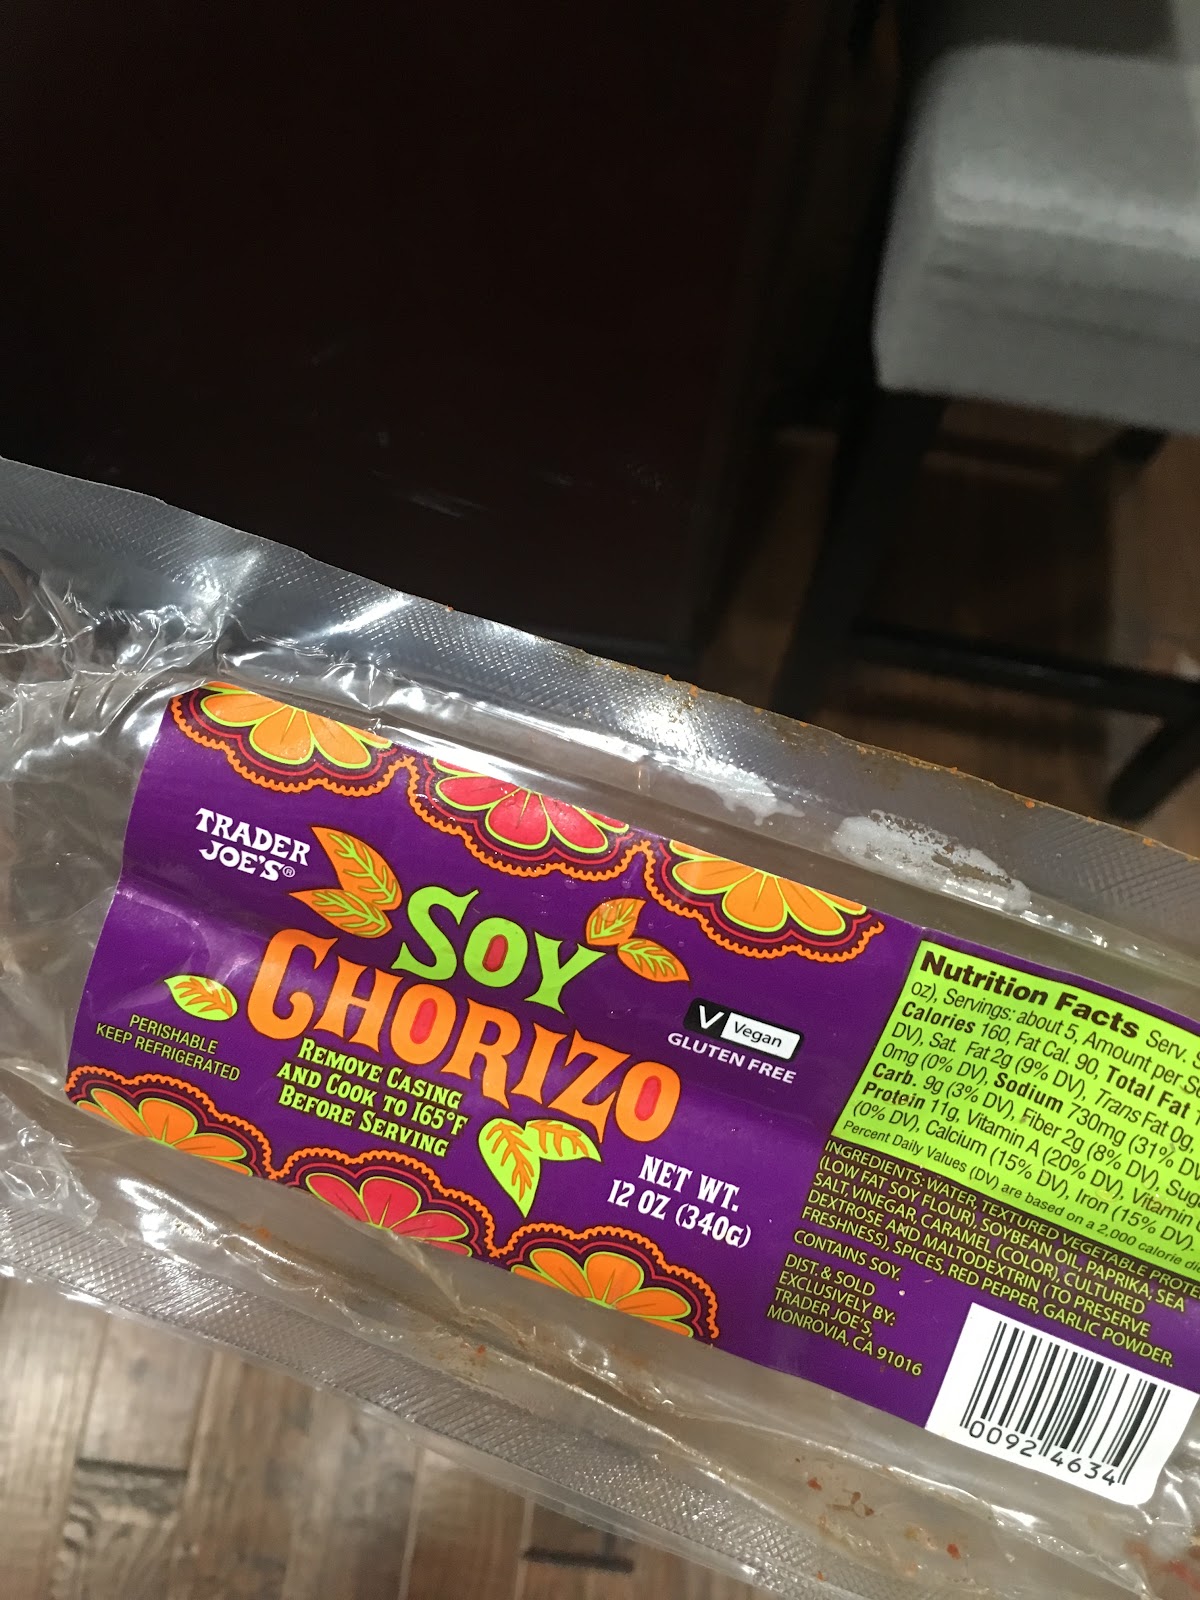 TRADER
JOE'S®
SOY
CHORIZO
PERISHABLE
KEEP REFRIGERATED
REMOVE CASING
AND COOK TO 165°F
BEFORE SERVING
V Vegan
GLUTEN FREE
NET WT.
12 OZ (340G)
Nutrition Facts Serv.
oz), Servings: about 5, Amount per
Calories 160, Fat Cal. 90, Total Fat
DV), Sat. Fat 2g (9% DV), Trans Fat 0g,
0mg (0% DV), Sodium 730mg (31% DV
Carb. 9g (3% DV), Fiber 2g (8% DV),
Protein 11g, Vitamin A (20% DV), Vitamin
(0% DV), Calcium (15% DV), Iron (15% DV).
Percent Daily Values (DV) are based on a 2,000 calorie
INGREDIENTS: WATER, TEXTURED VEGETABLE
(LOW FAT SOY FLOUR), SOYBEAN OIL, PAPRIKA, SEA
SALT, VINEGAR, CARAMEL (COLOR), CULTURED
DEXTROSE AND MALTODEXTRIN (TO PRESERVE
FRESHNESS), SPICES, RED PEPPER, GARLIC POWDER.
CONTAINS SOY.
DIST. & SOLD
EXCLUSIVELY BY:
TRADER JOE'S,
MONROVIA, CA 91016
0092 4634